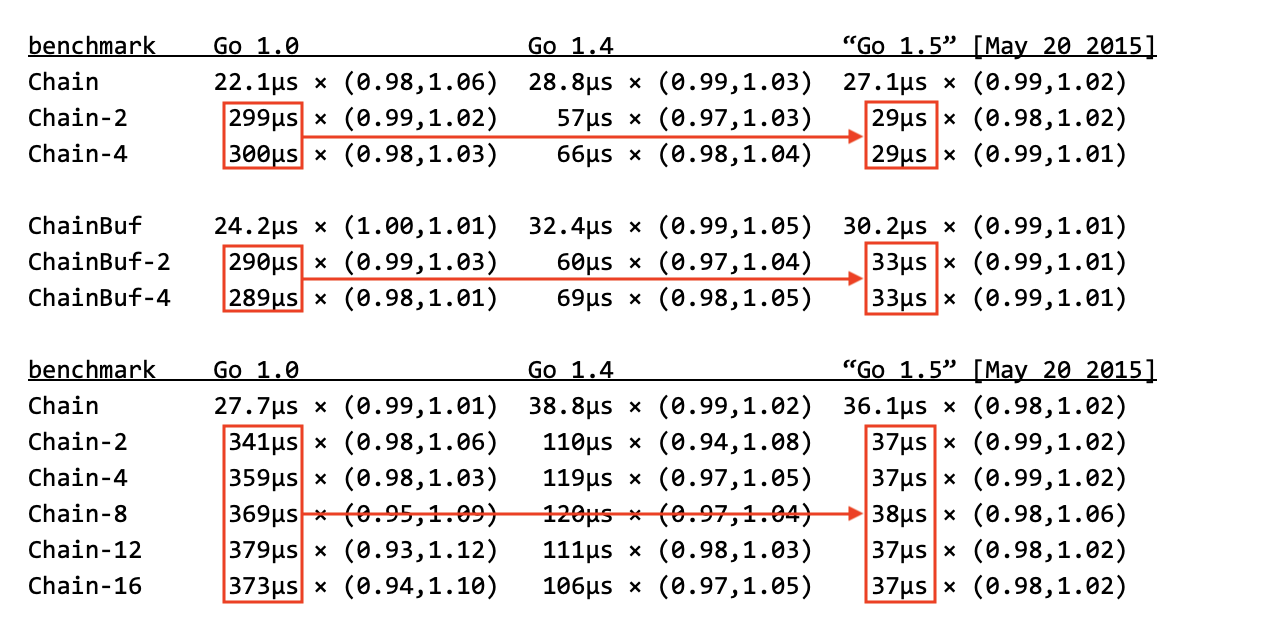 benchmark    Go 1.0                Go 1.4                “Go 1.5” [May 20 2015]
Chain        22.1µs × (0.98,1.06)  28.8µs × (0.99,1.03)  27.1µs × (0.99,1.02)
Chain-2       299µs × (0.99,1.02)    57µs × (0.97,1.03)    29µs × (0.98,1.02)
Chain-4       300µs × (0.98,1.03)    66µs × (0.98,1.04)    29µs × (0.99,1.01)
ChainBuf     24.2µs × (1.00,1.01)  32.4µs × (0.99,1.05)  30.2µs × (0.99,1.01)
ChainBuf-2    290µs × (0.99,1.03)    60µs × (0.97,1.04)    33µs × (0.99,1.01)
ChainBuf-4    289µs × (0.98,1.01)    69µs × (0.98,1.05)    33µs × (0.99,1.01)
benchmark    Go 1.0                Go 1.4                “Go 1.5” [May 20 2015]
Chain        27.7µs × (0.99,1.01)  38.8µs × (0.99,1.02)  36.1µs × (0.98,1.02)
Chain-2       341µs × (0.98,1.06)   110µs × (0.94,1.08)    37µs × (0.99,1.02)
Chain-4       359µs × (0.98,1.03)   119µs × (0.97,1.05)    37µs × (0.99,1.02)
Chain-8       369µs × (0.95,1.09)   120µs × (0.97,1.04)    38µs × (0.98,1.06)
Chain-12      379µs × (0.93,1.12)   111µs × (0.98,1.03)    37µs × (0.98,1.02)
Chain-16      373µs × (0.94,1.10)   106µs × (0.97,1.05)    37µs × (0.98,1.02)